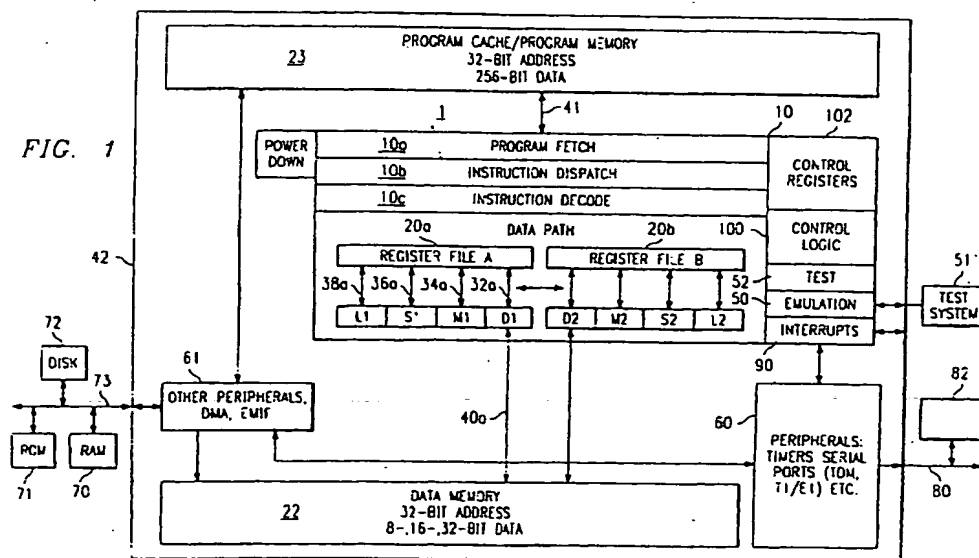 FIG. 1
PROGRAM CACHE/PROGRAM MEMORY
32-BIT ADDRESS
256-BIT DATA
23
41
1
10
102
POWER
DOWN
10a
PROGRAM FETCH
10b
INSTRUCTION DISPATCH
10c
INSTRUCTION DECODE
CONTROL
REGISTERS
100
CONTROL
LOGIC
20a
DATA PATH
20b
REGISTER FILE A
REGISTER FILE B
42
38a
36a
34a
32a
52
TEST
50
EMULATION
51
TEST
SYSTEM
L1
S1
M1
D1
D2
M2
S2
L2
INTERRUPTS
90
72
DISK
73
61
OTHER PERIPHERALS,
DMA, EMIF
40a
60
82
ROM
71
RAM
70
PERIPHERALS:
TIMERS SERIAL
PORTS (TDM,
T1/E1) ETC.
80
22
DATA MEMORY
32-BIT ADDRESS
8-,16-,32-BIT DATA